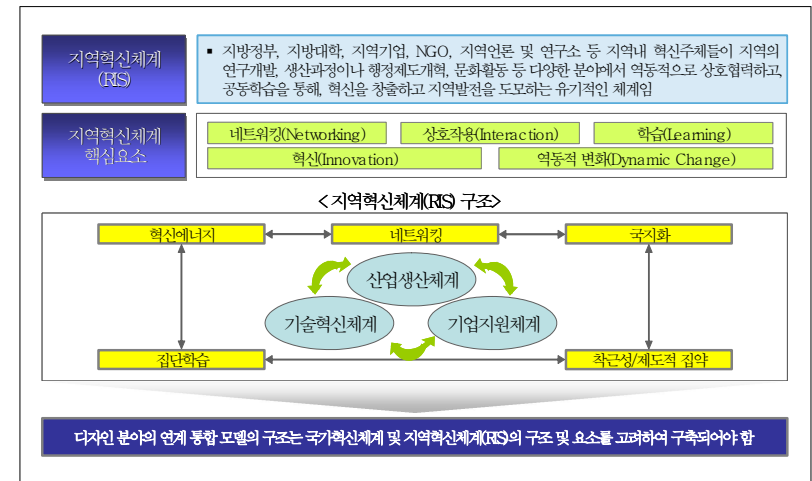 지역혁신체계
(RIS)
▪ 지방정부, 지방대학, 지역기업, NGO, 지역언론 및 연구소 등 지역내 혁신주체들이 지역의
연구개발, 생산과정이나 행정제도개혁, 문화활동 등 다양한 분야에서 역동적으로 상호협력하고,
공동학습을 통해, 혁신을 창출하고 지역발전을 도모하는 유기적인 체계임
지역혁신체계
핵심요소
네트워킹(Networking)
상호작용(Interaction)
학습(Learning)
혁신(Innovation)
역동적 변화(Dynamic Change)
<지역혁신체계(RIS) 구조>
혁신에너지
네트워킹
국지화
산업생산체계
기술혁신체계
기업지원체계
집단학습
착근성/제도적 집약
디자인 분야의 연계 통합 모델의 구조는 국가혁신체계 및 지역혁신체계(RIS)의 구조 및 요소를 고려하여 구축되어야 함